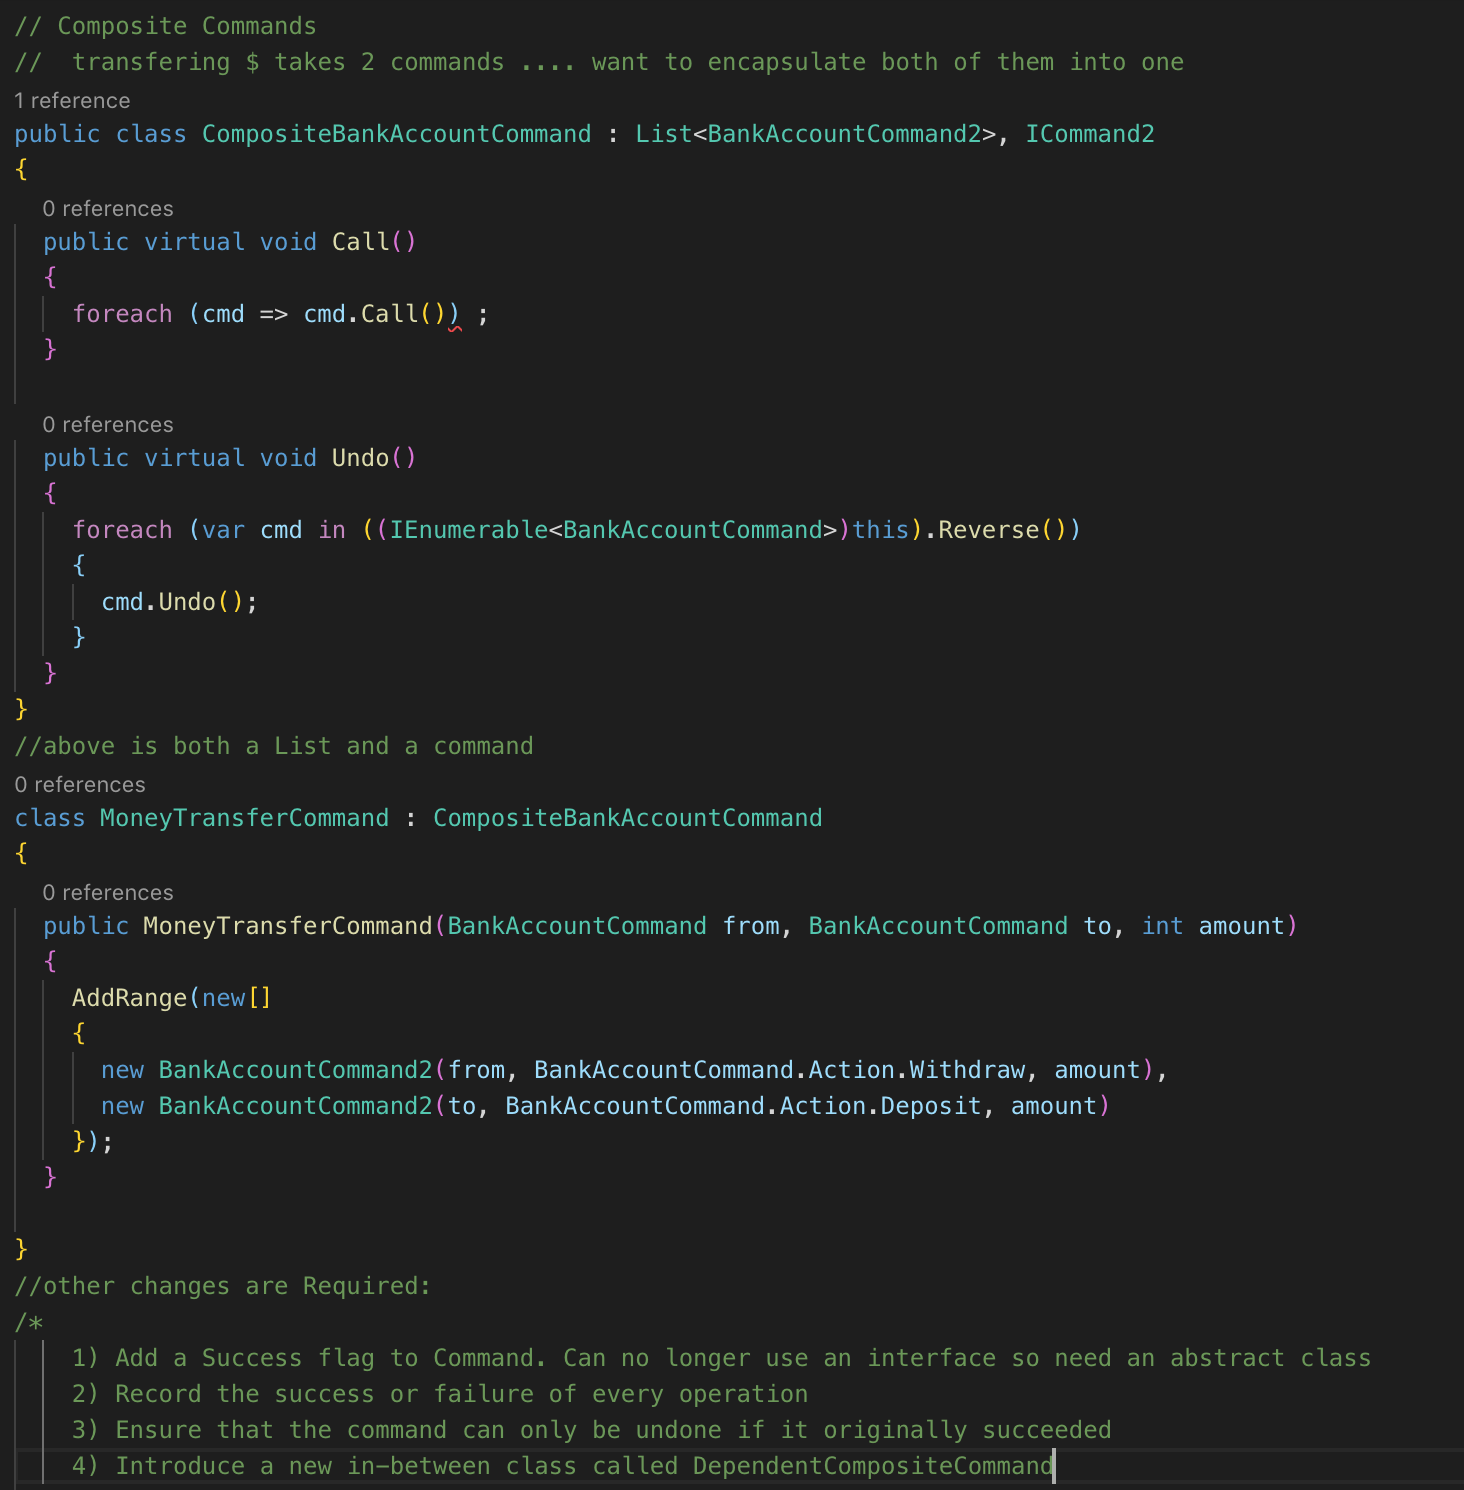 // Composite Commands
//  transfering $ takes 2 commands .... want to encapsulate both of them into one
1 reference
public class CompositeBankAccountCommand : List<BankAccountCommand2>, ICommand2
{
0 references
public virtual void Call()
{
foreach (cmd => cmd.Call()) ;
}
0 references
public virtual void Undo()
{
foreach (var cmd in ((IEnumerable<BankAccountCommand>)this).Reverse())
{
cmd.Undo();
}
}
}
//above is both a List and a command
0 references
class MoneyTransferCommand : CompositeBankAccountCommand
{
0 references
public MoneyTransferCommand(BankAccountCommand from, BankAccountCommand to, int amount)
{
AddRange(new[]
{
new BankAccountCommand2(from, BankAccountCommand.Action.Withdraw, amount),
new BankAccountCommand2(to, BankAccountCommand.Action.Deposit, amount)
});
}
}
//other changes are Required:
/*
1) Add a Success flag to Command. Can no longer use an interface so need an abstract class
2) Record the success or failure of every operation
3) Ensure that the command can only be undone if it originally succeeded
4) Introduce a new in-between class called DependentCompositeCommand